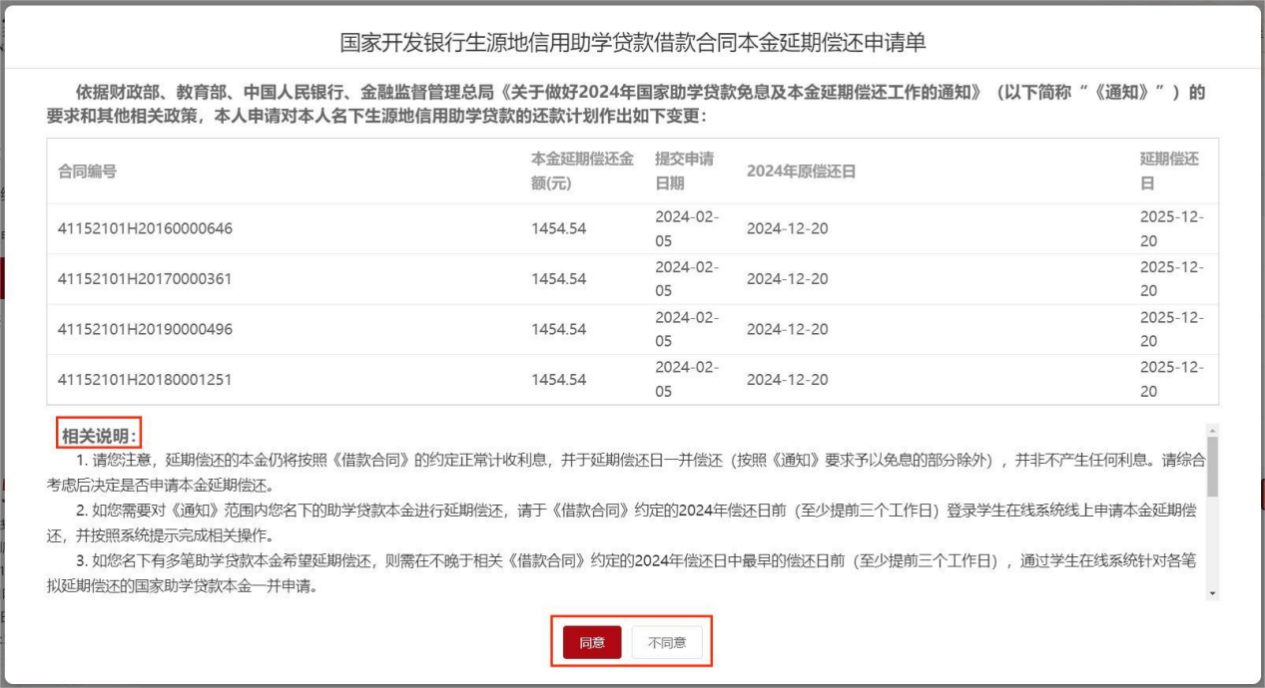 国家开发银行生源地信用助学贷款借款合同本金延期偿还申请单
依据财政部、教育部、中国人民银行、金融监督管理总局《关于做好2024年国家助学贷款免息及本金延期偿还工作的通知》（以下简称“《通知》”）的
要求和其他相关政策，本人申请对本人名下生源地信用助学贷款的还款计划作出如下变更：
合同编号 本金延期偿还金额(元) 提交申请日期 2024年原偿还日 延期偿还日
41152101H20160000646 1454.54 2024-02-05 2024-12-20 2025-12-20
41152101H20170000361 1454.54 2024-02-05 2024-12-20 2025-12-20
41152101H20190000496 1454.54 2024-02-05 2024-12-20 2025-12-20
41152101H20180001251 1454.54 2024-02-05 2024-12-20 2025-12-20
相关说明：
1. 请您注意，延期偿还的本金仍将按照《借款合同》的约定正常计收利息，并于延期偿还日一并偿还（按照《通知》要求予以免息的部分除外），并非不产生任何利息。请综合
考虑后决定是否申请本金延期偿还。
2. 如您需要对《通知》范围内您名下的助学贷款本金进行延期偿还，请于《借款合同》约定的2024年偿还日前（至少提前三个工作日）登录学生在线系统线上申请本金延期偿
还，并按照系统提示完成相关操作。
3. 如您名下有多笔助学贷款本金希望延期偿还，则需在不晚于相关《借款合同》约定的2024年偿还日中最早的偿还日前（至少提前三个工作日），通过学生在线系统针对各笔
拟延期偿还的国家助学贷款本金一并申请。
同意 不同意